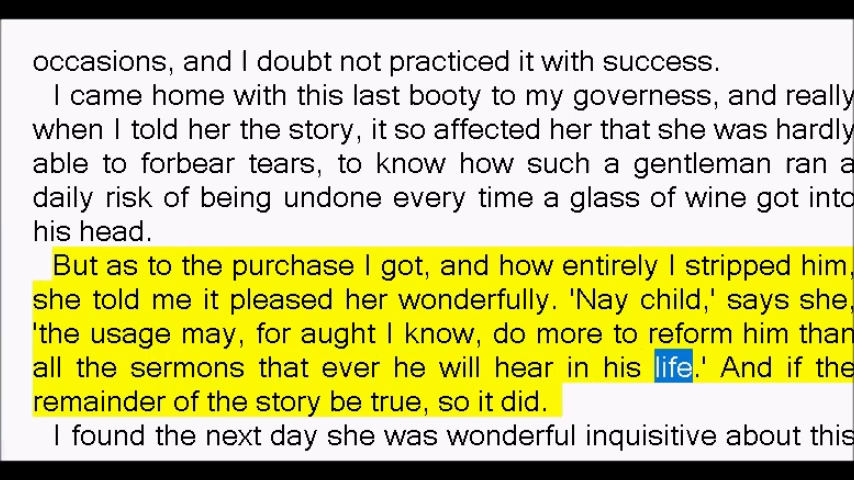 occasions, and I doubt not practiced it with success.
I came home with this last booty to my governess, and really
when I told her the story, it so affected her that she was hardly
able to forbear tears, to know how such a gentleman ran a
daily risk of being undone every time a glass of wine got into
his head.
But as to the purchase I got, and how entirely I stripped him,
she told me it pleased her wonderfully. 'Nay child,' says she,
'the usage may, for aught I know, do more to reform him than
all the sermons that ever he will hear in his life.' And if the
remainder of the story be true, so it did.
I found the next day she was wonderful inquisitive about this